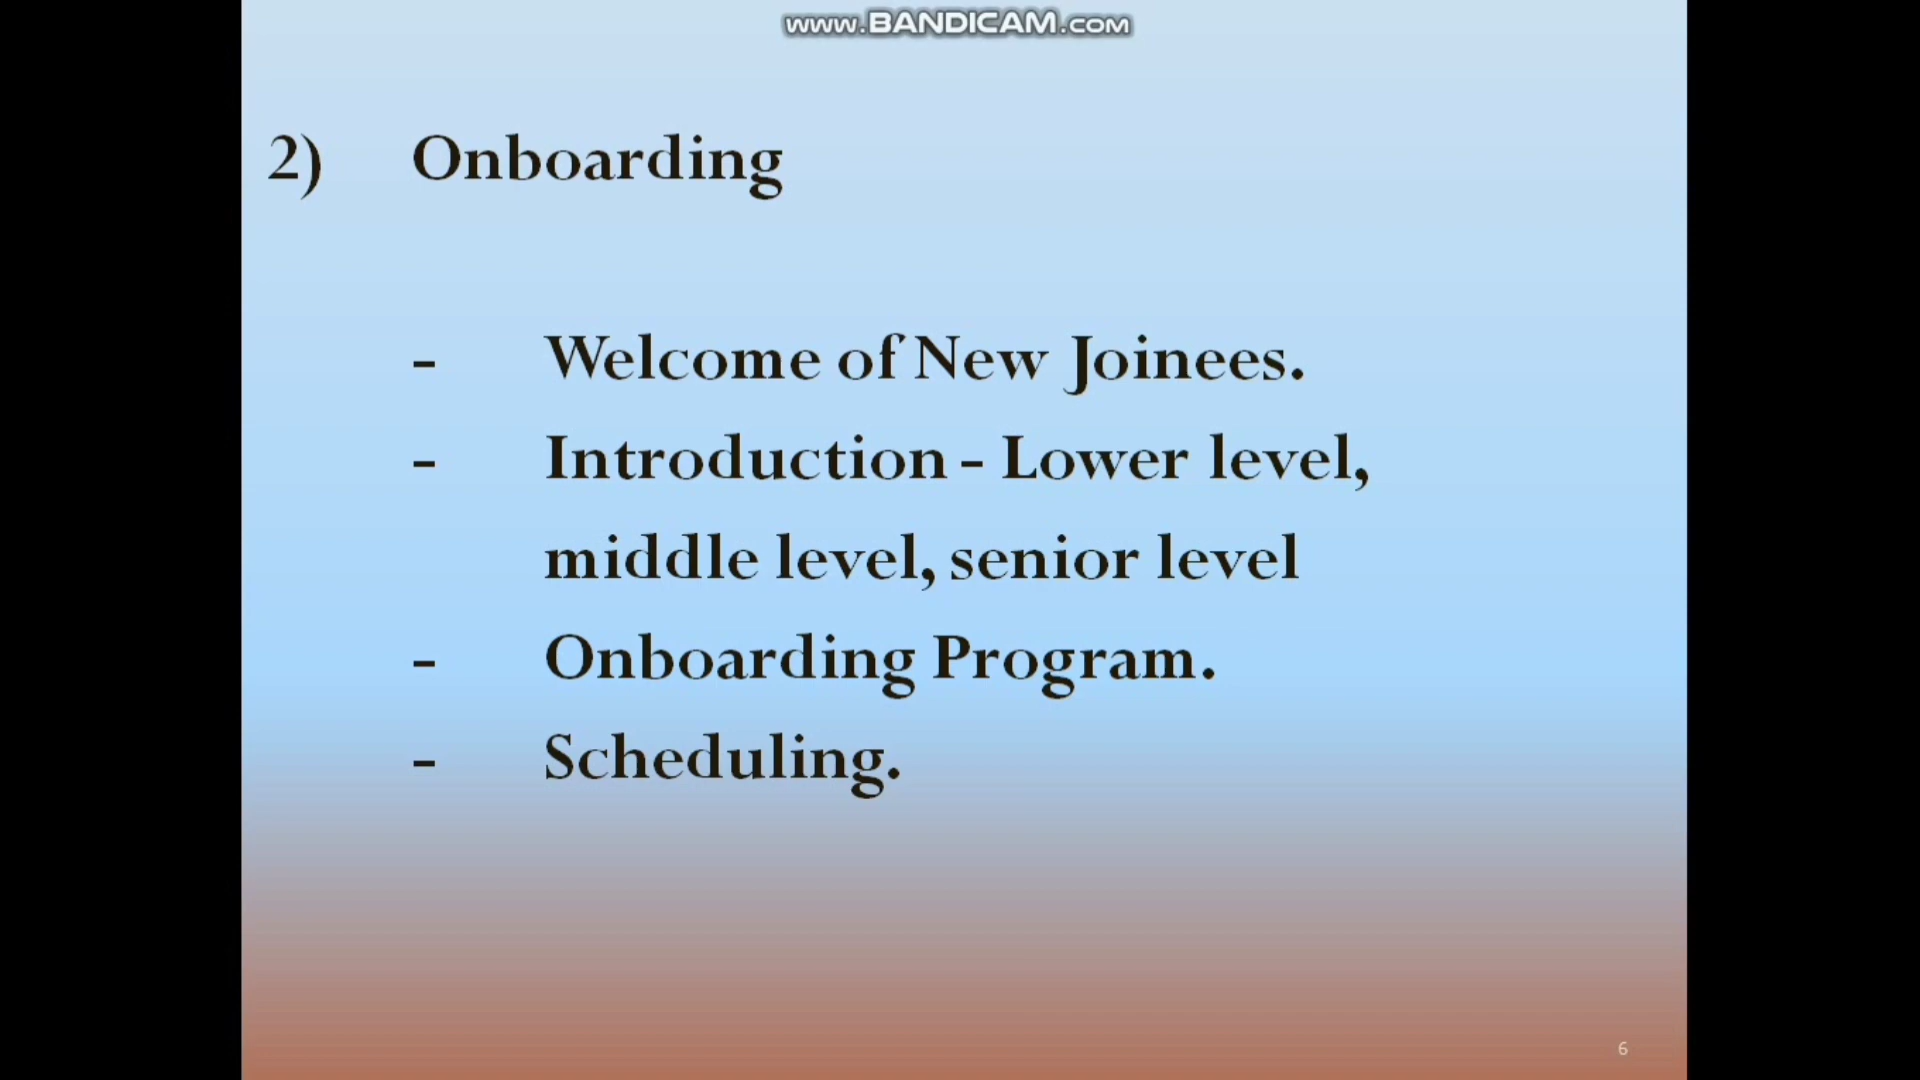 www.BANDICAM.com
2) Onboarding
- Welcome of New Joinees.
- Introduction - Lower level,
middle level, senior level
- Onboarding Program.
- Scheduling.
6